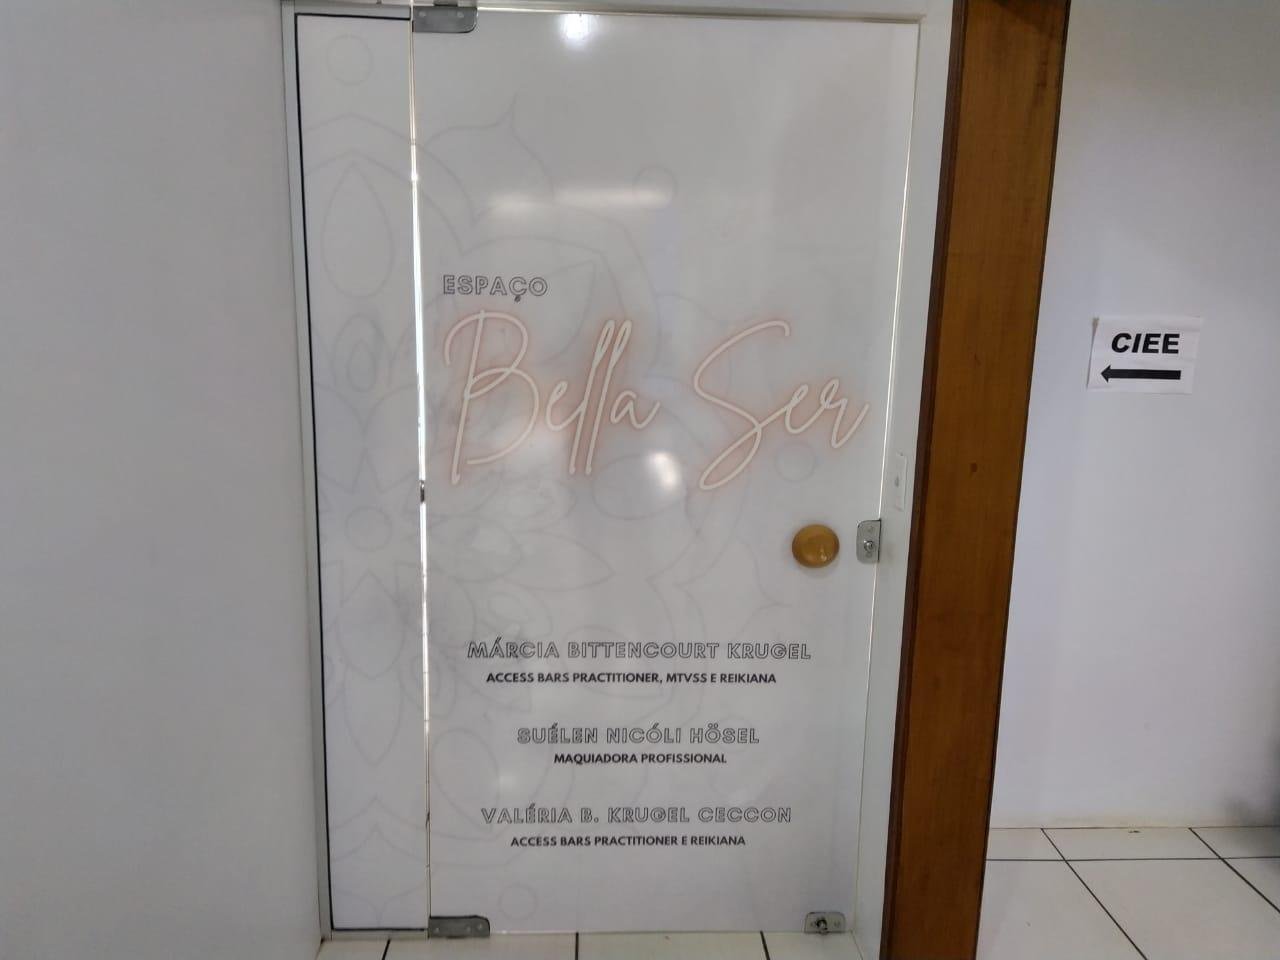 ESPAÇO
Bella Ser
MÁRCIA BITTENCOURT KRUGEL
ACCESS BARS PRACTITIONER, MTVSS E REIKIANA
SUÉLEN NICÓLI HÖSEL
MAQUIADORA PROFISSIONAL
VALÉRIA B. KRUGEL CECCON
ACCESS BARS PRACTITIONER E REIKIANA
CIEE